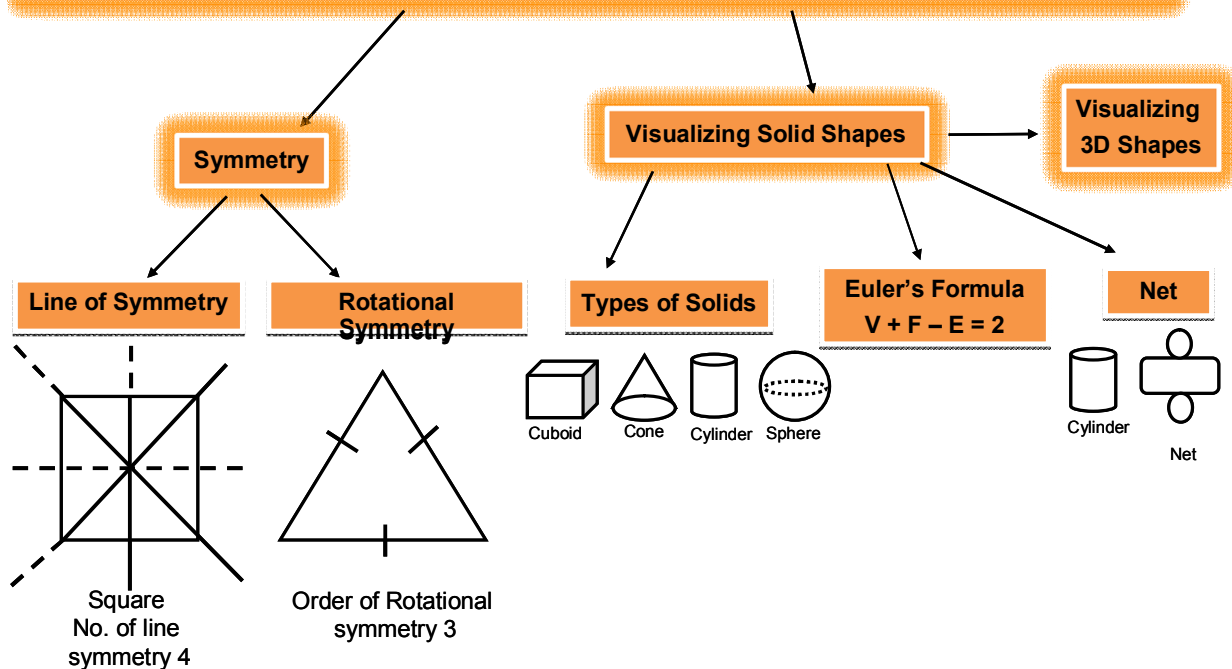 Symmetry
Visualizing Solid Shapes
Visualizing
3D Shapes
Line of Symmetry
Rotational
Symmetry
Types of Solids
Euler's Formula
V + F – E = 2
Net
Cuboid
Cone
Cylinder
Sphere
Cylinder
Net
Square
No. of line
symmetry 4
Order of Rotational
symmetry 3